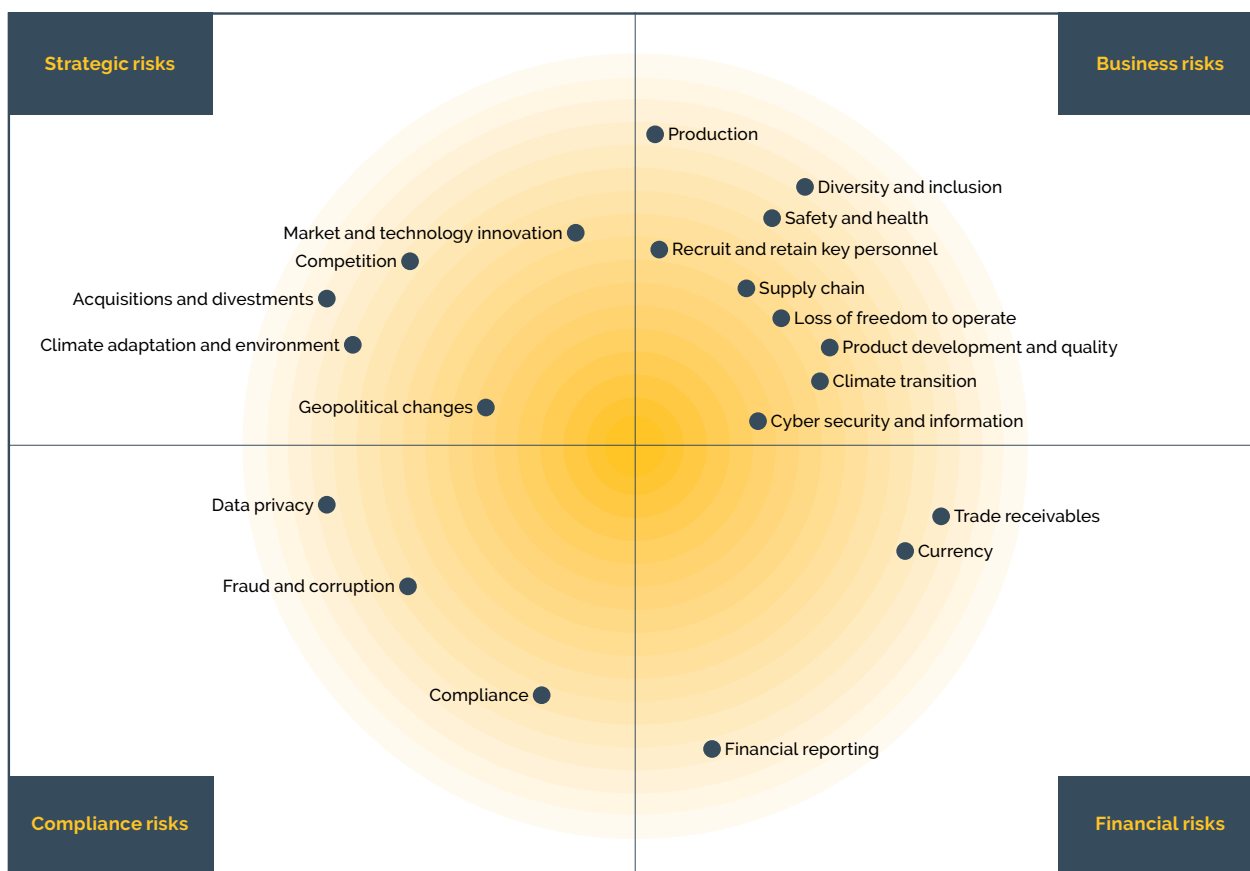 Strategic risks
Business risks
Production
Diversity and inclusion
Safety and health
Market and technology innovation
Recruit and retain key personnel
Competition
Supply chain
Acquisitions and divestments
Loss of freedom to operate
Climate adaptation and environment
Product development and quality
Climate transition
Geopolitical changes
Cyber security and information
Data privacy
Trade receivables
Currency
Fraud and corruption
Compliance
Financial reporting
Compliance risks
Financial risks